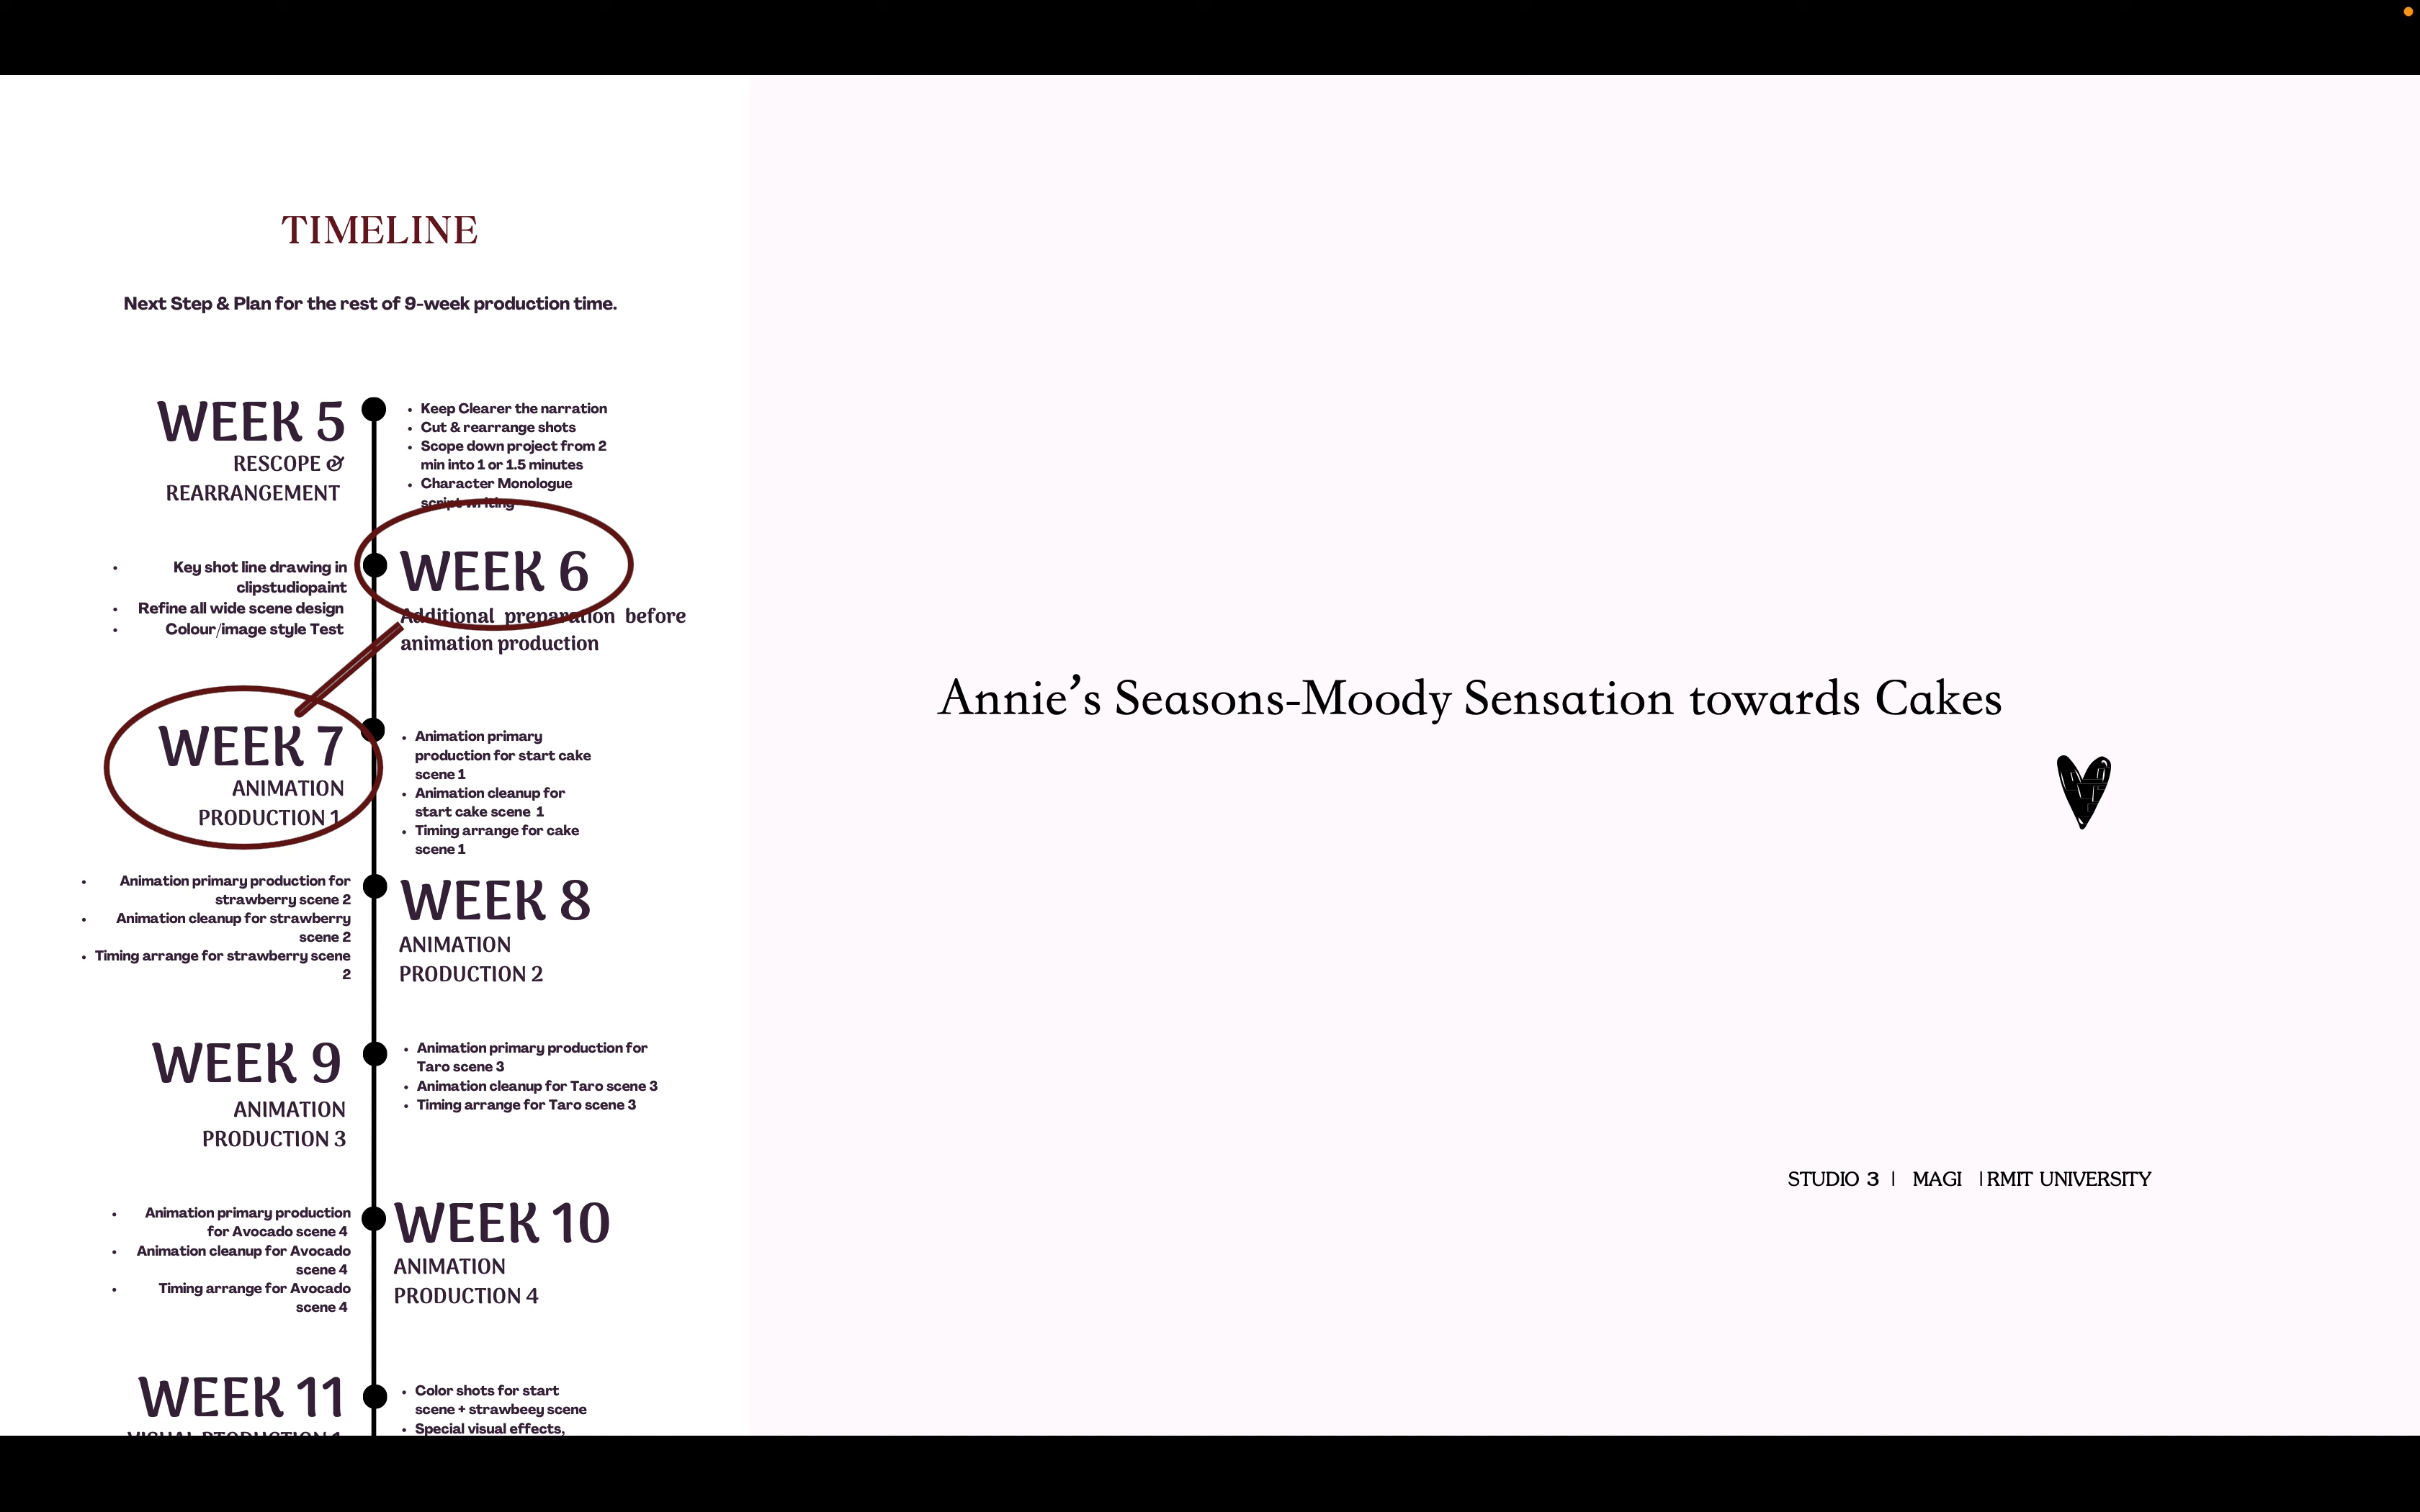 TIMELINE
Next Step & Plan for the rest of 9-week production time.
WEEK 5
RESCOPE &
REARRANGEMENT
• Keep Clearer the narration
• Cut & rearrange shots
• Scope down project from 2
min into 1 or 1.5 minutes
• Character Monologue
script writing
WEEK 6
Additional preparation before
animation production
• Key shot line drawing in
clipstudiopaint
• Refine all wide scene design
• Colour/image style Test
WEEK 7
ANIMATION
PRODUCTION 1
• Animation primary
production for start cake
scene 1
• Animation cleanup for
start cake scene 1
• Timing arrange for cake
scene 1
WEEK 8
ANIMATION
PRODUCTION 2
• Animation primary production for
strawberry scene 2
• Animation cleanup for strawberry
scene 2
• Timing arrange for strawberry scene
2
WEEK 9
ANIMATION
PRODUCTION 3
• Animation primary production for
Taro scene 3
• Animation cleanup for Taro scene 3
• Timing arrange for Taro scene 3
WEEK 10
ANIMATION
PRODUCTION 4
• Animation primary production
for Avocado scene 4
• Animation cleanup for Avocado
scene 4
• Timing arrange for Avocado
scene 4
WEEK 11
VISUAL PRODUCTION 1
• Color shots for start
scene + strawbeey scene
• Special visual effects,
Annie's Seasons-Moody Sensation towards Cakes
STUDIO 3 | MAGI | RMIT UNIVERSITY